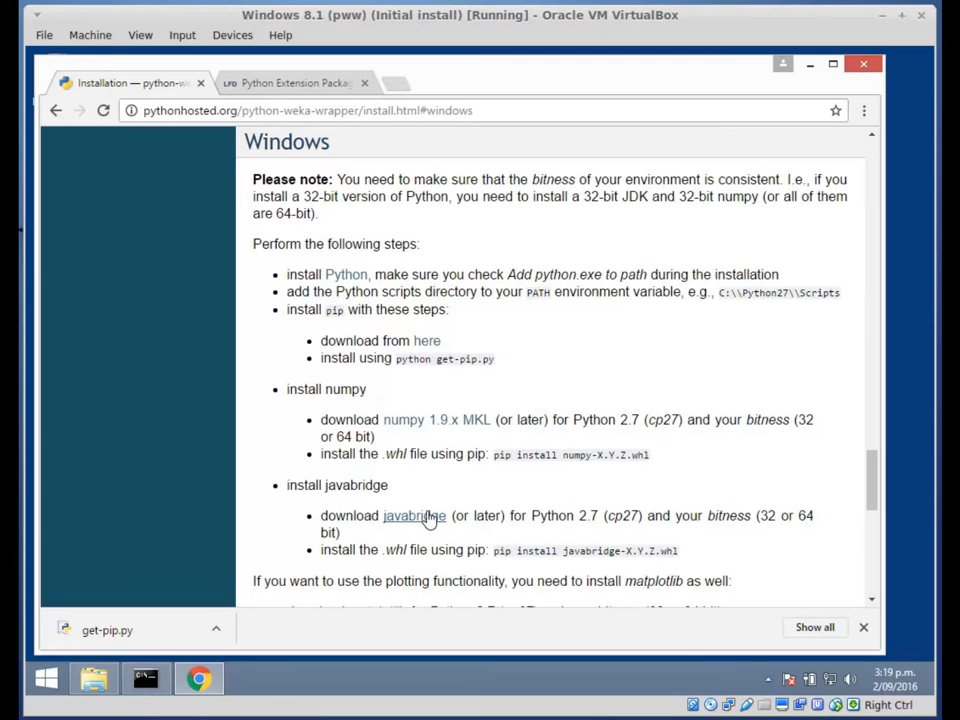 Windows 8.1 (pww) (Initial install) [Running] - Oracle VM VirtualBox
File Machine View Input Devices Help
Installation — python-we
LFD Python Extension Packag
pythonhosted.org/python-weka-wrapper/install.html#windows
Windows
Please note: You need to make sure that the bitness of your environment is consistent. I.e., if you
install a 32-bit version of Python, you need to install a 32-bit JDK and 32-bit numpy (or all of them
are 64-bit).
Perform the following steps:
install Python, make sure you check Add python.exe to path during the installation
add the Python scripts directory to your PATH environment variable, e.g., C:\\Python27\\Scripts
install pip with these steps:
download from here
install using python get-pip.py
install numpy
download numpy 1.9.x MKL (or later) for Python 2.7 (cp27) and your bitness (32
or 64 bit)
install the .whl file using pip: pip install numpy-X.Y.Z.whl
install javabridge
download javabridge (or later) for Python 2.7 (cp27) and your bitness (32 or 64
bit)
install the .whl file using pip: pip install javabridge-X.Y.Z.whl
If you want to use the plotting functionality, you need to install matplotlib as well:
get-pip.py
Show all
3:19 p.m.
2/09/2016
Right Ctrl